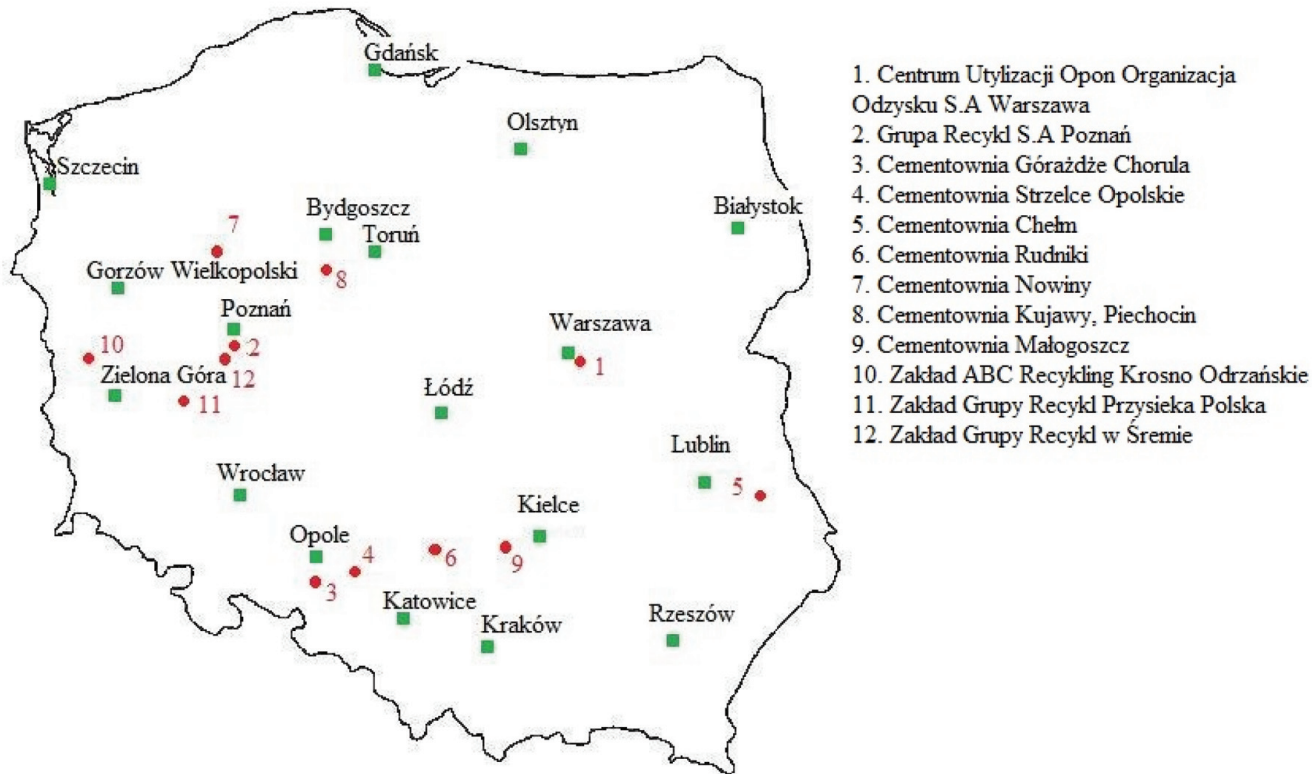 Gdańsk
Olsztyn
Szczecin
Bydgoszcz
Białystok
7
Toruń
Gorzów Wielkopolski
8
Poznań
Warszawa
10
2
1
Zielona Góra
12
11
Łódź
Lublin
Wrocław
5
Kielce
Opole
4
6
9
3
Katowice
Kraków
Rzeszów
1. Centrum Utylizacji Opon Organizacja
Odzysku S.A Warszawa
2. Grupa Recykl S.A Poznań
3. Cementownia Górażdże Chorula
4. Cementownia Strzelce Opolskie
5. Cementownia Chełm
6. Cementownia Rudniki
7. Cementownia Nowiny
8. Cementownia Kujawy, Piechocin
9. Cementownia Małogoszcz
10. Zakład ABC Recykling Krosno Odrzańskie
11. Zakład Grupy Recykl Przysieka Polska
12. Zakład Grupy Recykl w Śremie